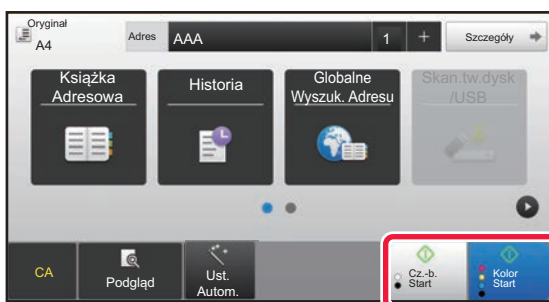 Oryginał
A4
Adres
AAA
1
+
Szczegóły
Książka
Adresowa
Historia
Globalne
Wyszuk. Adresu
Skan.tw.dysk
/USB
CA
Podgląd
Ust.
Autom.
Cz.-b.
Start
Kolor
Start